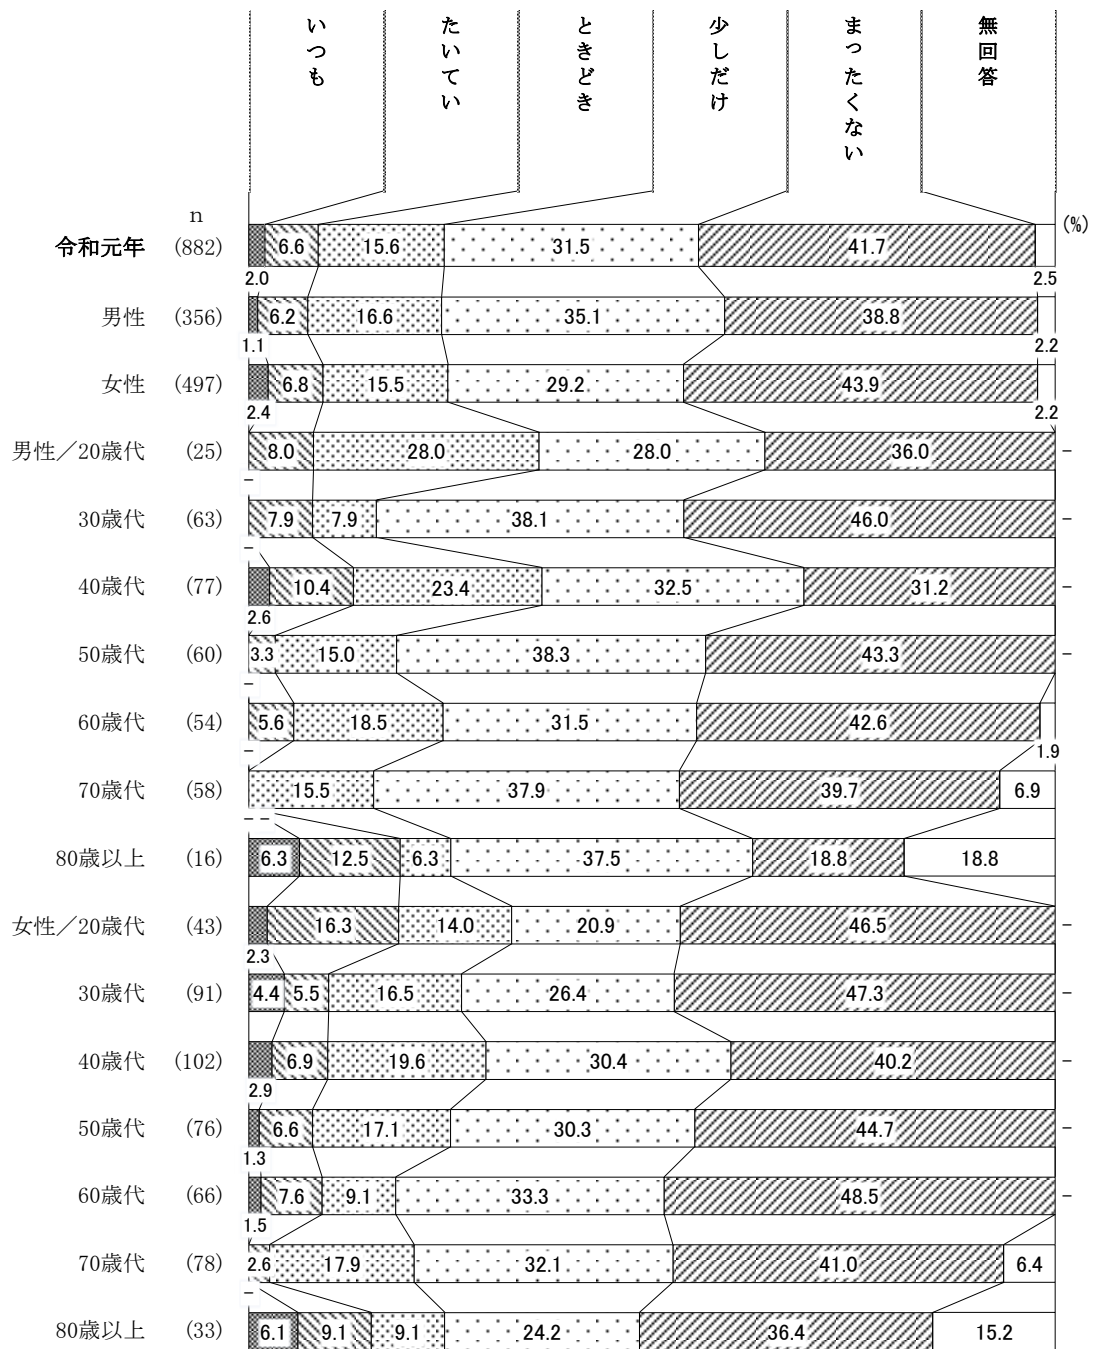 いつも
たいてい
ときどき
少しだけ
まったくない
無回答
n
(%)
令和元年 (882) 6.6 15.6 31.5 41.7
2.0 2.5
男性 (356) 6.2 16.6 35.1 38.8
1.1 2.2
女性 (497) 6.8 15.5 29.2 43.9
2.4 2.2
男性／20歳代 (25) 8.0 28.0 28.0 36.0 -
-
30歳代 (63) 7.9 7.9 38.1 46.0 -
-
40歳代 (77) 10.4 23.4 32.5 31.2 -
2.6
50歳代 (60) 3.3 15.0 38.3 43.3 -
-
60歳代 (54) 5.6 18.5 31.5 42.6
- 1.9
70歳代 (58) 15.5 37.9 39.7 6.9
- -
80歳以上 (16) 6.3 12.5 6.3 37.5 18.8 18.8
女性／20歳代 (43) 16.3 14.0 20.9 46.5 -
2.3
30歳代 (91) 4.4 5.5 16.5 26.4 47.3 -
40歳代 (102) 6.9 19.6 30.4 40.2 -
2.9
50歳代 (76) 6.6 17.1 30.3 44.7 -
1.3
60歳代 (66) 7.6 9.1 33.3 48.5 -
1.5
70歳代 (78) 2.6 17.9 32.1 41.0 6.4
-
80歳以上 (33) 6.1 9.1 9.1 24.2 36.4 15.2